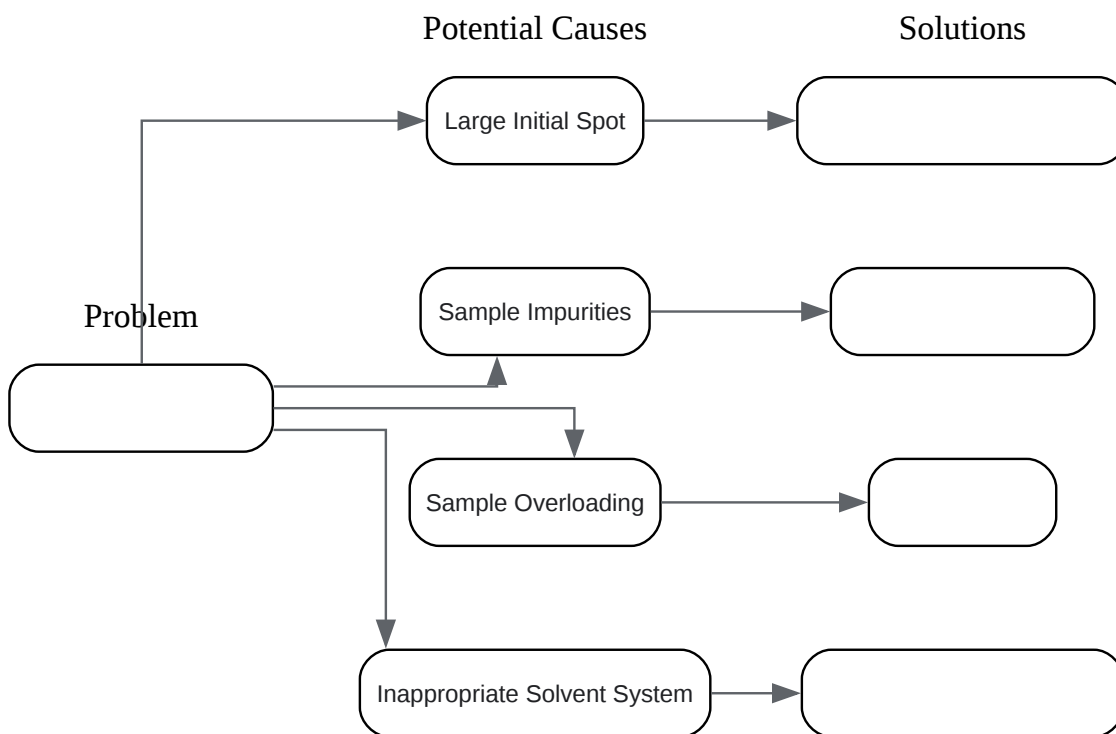 Potential Causes
Solutions
Large Initial Spot
Problem
Sample Impurities
Sample Overloading
Inappropriate Solvent System